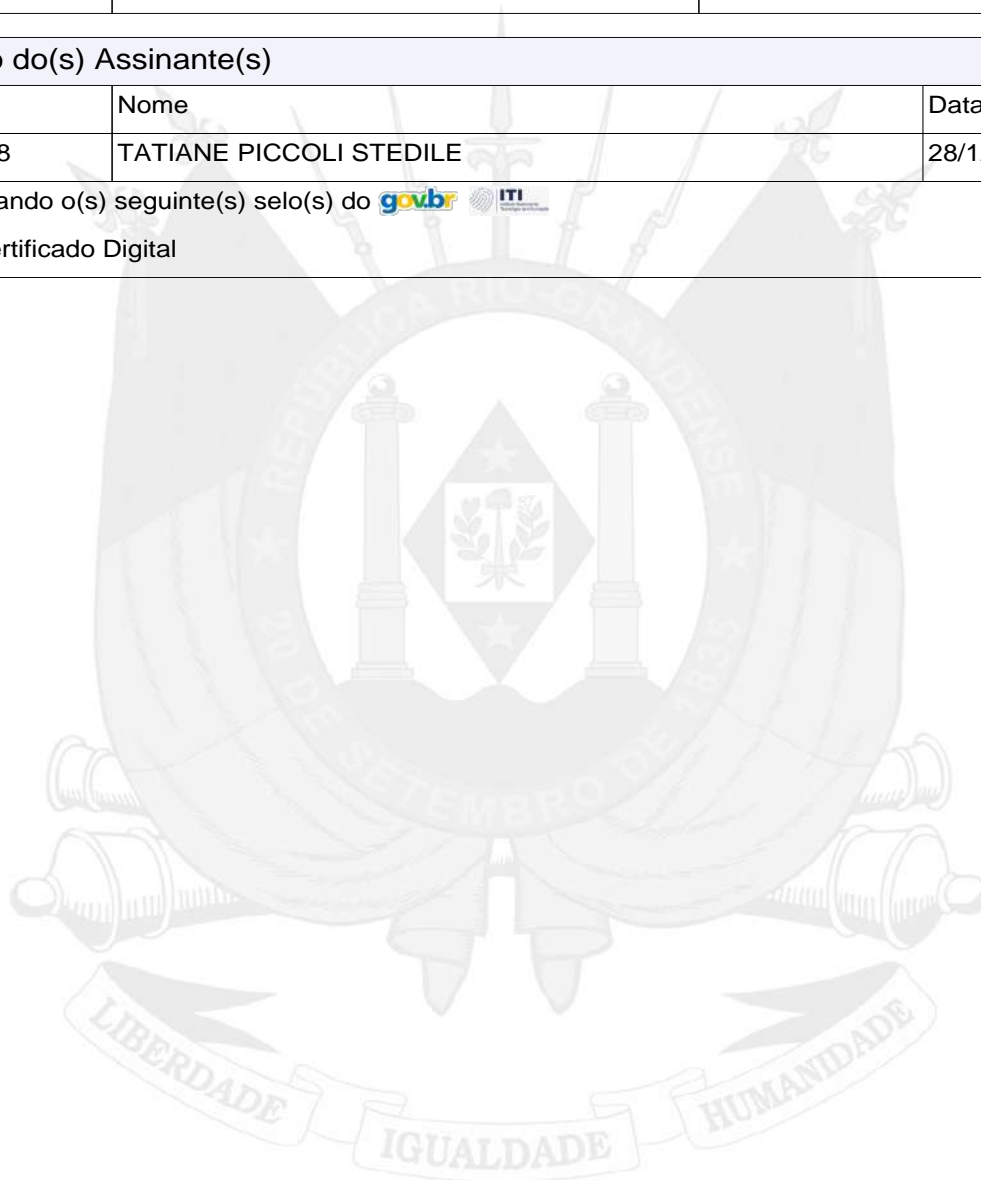 o do(s) Assinante(s)
Nome Data
8 TATIANE PICCOLI STEDILE 28/1
ando o(s) seguinte(s) selo(s) do gov.br ITI
ertificado Digital
REPÚBLICA RIO-GRANDENSE
20 DE SETEMBRO DE 1835
LIBERDADE IGUALDADE HUMANIDADE